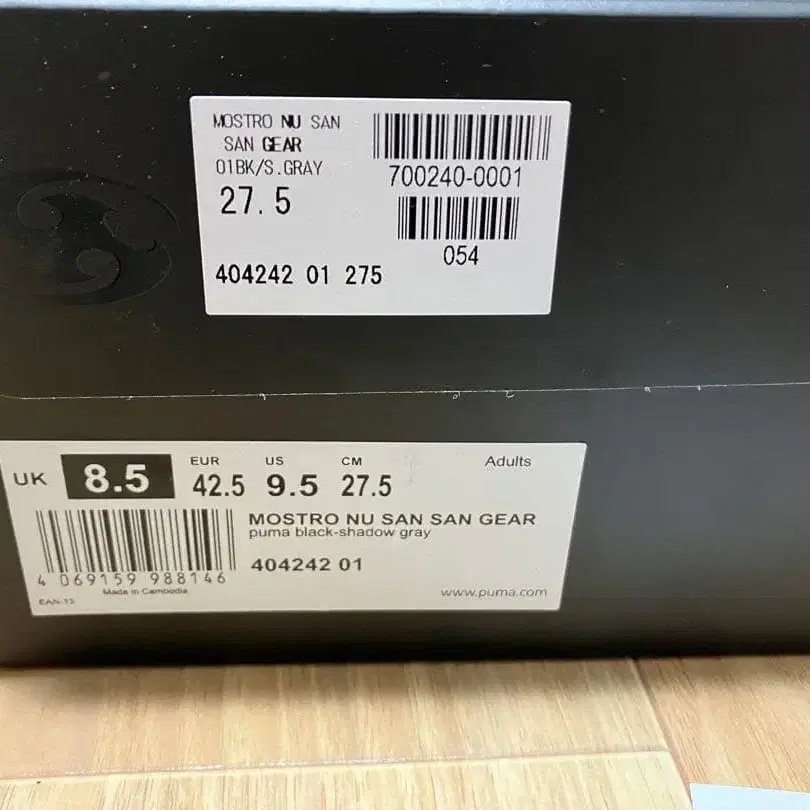 MOSTRO NU SAN
SAN GEAR
01BK/S.GRAY
27.5
700240-0001
054
404242 01 275
UK 8.5 EUR 42.5 US 9.5 CM 27.5 Adults
MOSTRO NU SAN SAN GEAR
puma black-shadow gray
404242 01
4 069159 988146
Made in Cambodia
EAN-13
www.puma.com